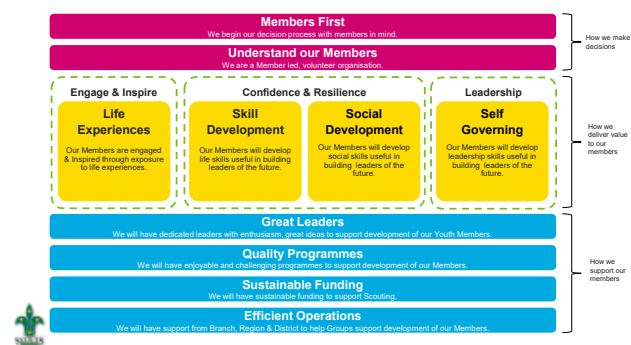 Members First
We begin our decision process with members in mind.
Understand our Members
We are a Member led, volunteer organisation.
How we make
decisions
Engage & Inspire
Confidence & Resilience
Leadership
Life
Experiences
Our Members are engaged
& Inspired through exposure
to life experiences.
Skill
Development
Our Members will develop
life skills useful in building
leaders of the future.
Social
Development
Our Members will develop
social skills useful in
building leaders of the
future.
Self
Governing
Our Members will develop
leadership skills useful in
building leaders of the
future.
How we
deliver value
to our
members
Great Leaders
We will have dedicated leaders with enthusiasm, great ideas to support development of our Youth Members.
Quality Programmes
We will have enjoyable and challenging programmes to support development of our Members.
Sustainable Funding
We will have sustainable funding to support Scouting.
Efficient Operations
We will have support from Branch, Region & District to help Groups support development of our Members.
How we
support our
members